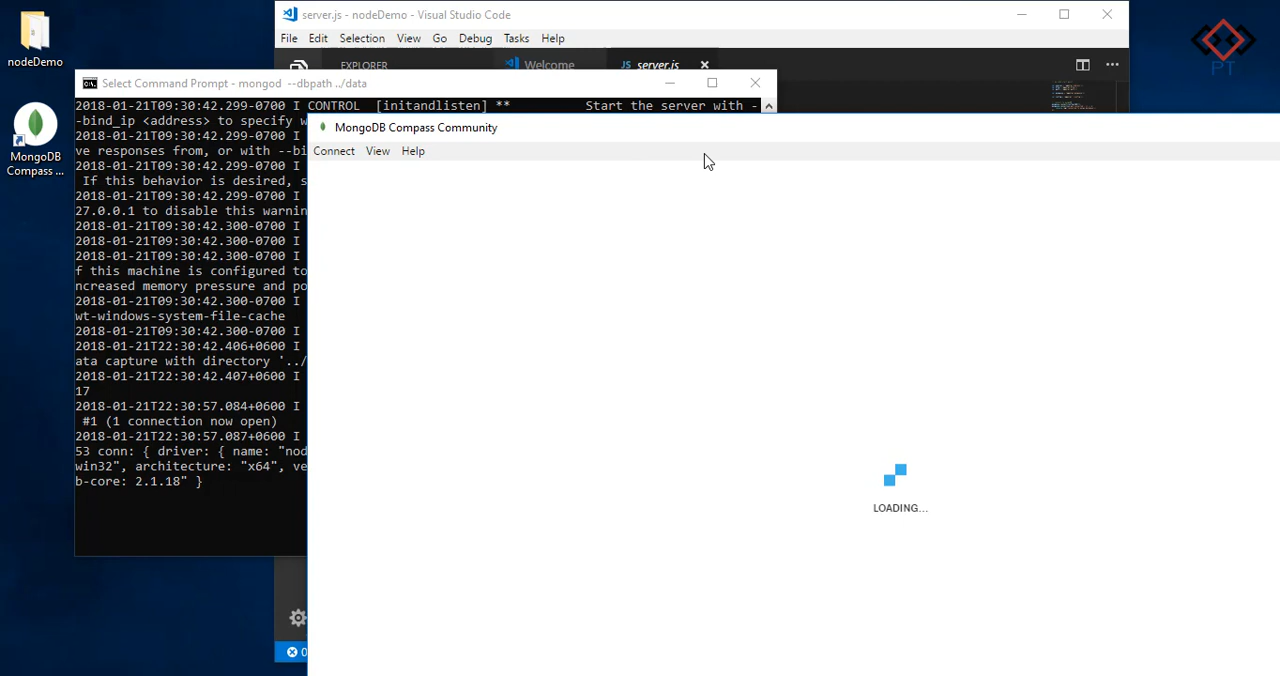 nodeDemo
MongoDB
Compass ...
server.js - nodeDemo - Visual Studio Code
File Edit Selection View Go Debug Tasks Help
EXPLORER
Welcome
JS server.js
PT
Select Command Prompt - mongod --dbpath ../data
2018-01-21T09:30:42.299-0700 I CONTROL [initandlisten] ** Start the server with -
-bind_ip <address> to specify w
2018-01-21T09:30:42.299-0700 I
ve responses from, or with --bi
2018-01-21T09:30:42.299-0700 I
If this behavior is desired, s
2018-01-21T09:30:42.299-0700 I
27.0.0.1 to disable this warnin
2018-01-21T09:30:42.300-0700 I
2018-01-21T09:30:42.300-0700 I
2018-01-21T09:30:42.300-0700 I
f this machine is configured to
ncreased memory pressure and po
2018-01-21T09:30:42.300-0700 I
wt-windows-system-file-cache
2018-01-21T09:30:42.300-0700 I
2018-01-21T22:30:42.406+0600 I
ata capture with directory '../
2018-01-21T22:30:42.407+0600 I
17
2018-01-21T22:30:57.084+0600 I
#1 (1 connection now open)
2018-01-21T22:30:57.087+0600 I
53 conn: { driver: { name: "nod
win32", architecture: "x64", ve
b-core: 2.1.18" }
MongoDB Compass Community
Connect View Help
LOADING...
0